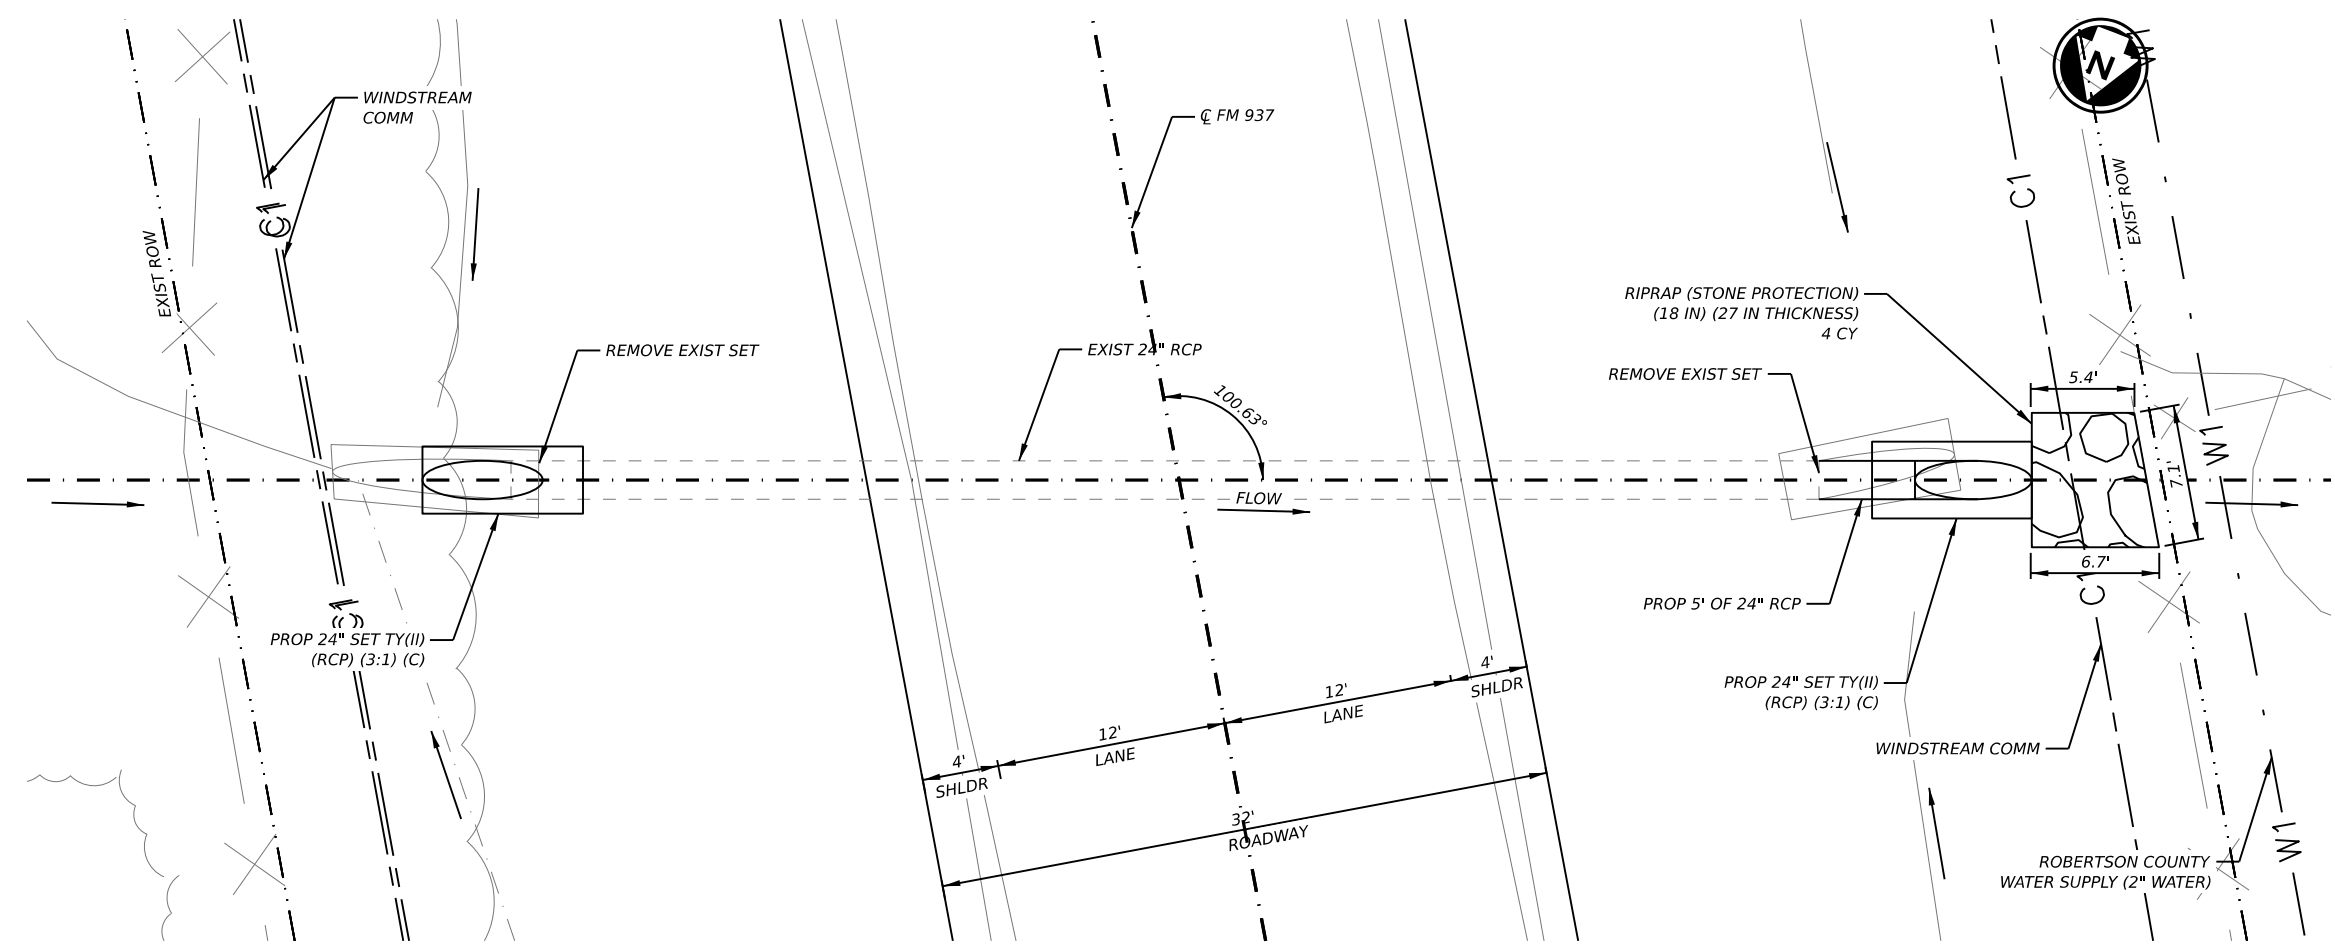 N
W1
WINDSTREAM
COMM
℄ FM 937
C1
C1
EXIST ROW
EXIST ROW
RIPRAP (STONE PROTECTION)
(18 IN) (27 IN THICKNESS)
4 CY
REMOVE EXIST SET
EXIST 24" RCP
REMOVE EXIST SET
100.63°
5.4'
W1
7.1'
FLOW
6.7'
C1
C1
PROP 24" SET TY(II)
(RCP) (3:1) (C)
PROP 5' OF 24" RCP
PROP 24" SET TY(II)
(RCP) (3:1) (C)
4'
SHLDR
12'
LANE
12'
LANE
4'
SHLDR
WINDSTREAM COMM
32'
ROADWAY
W1
ROBERTSON COUNTY
WATER SUPPLY (2" WATER)